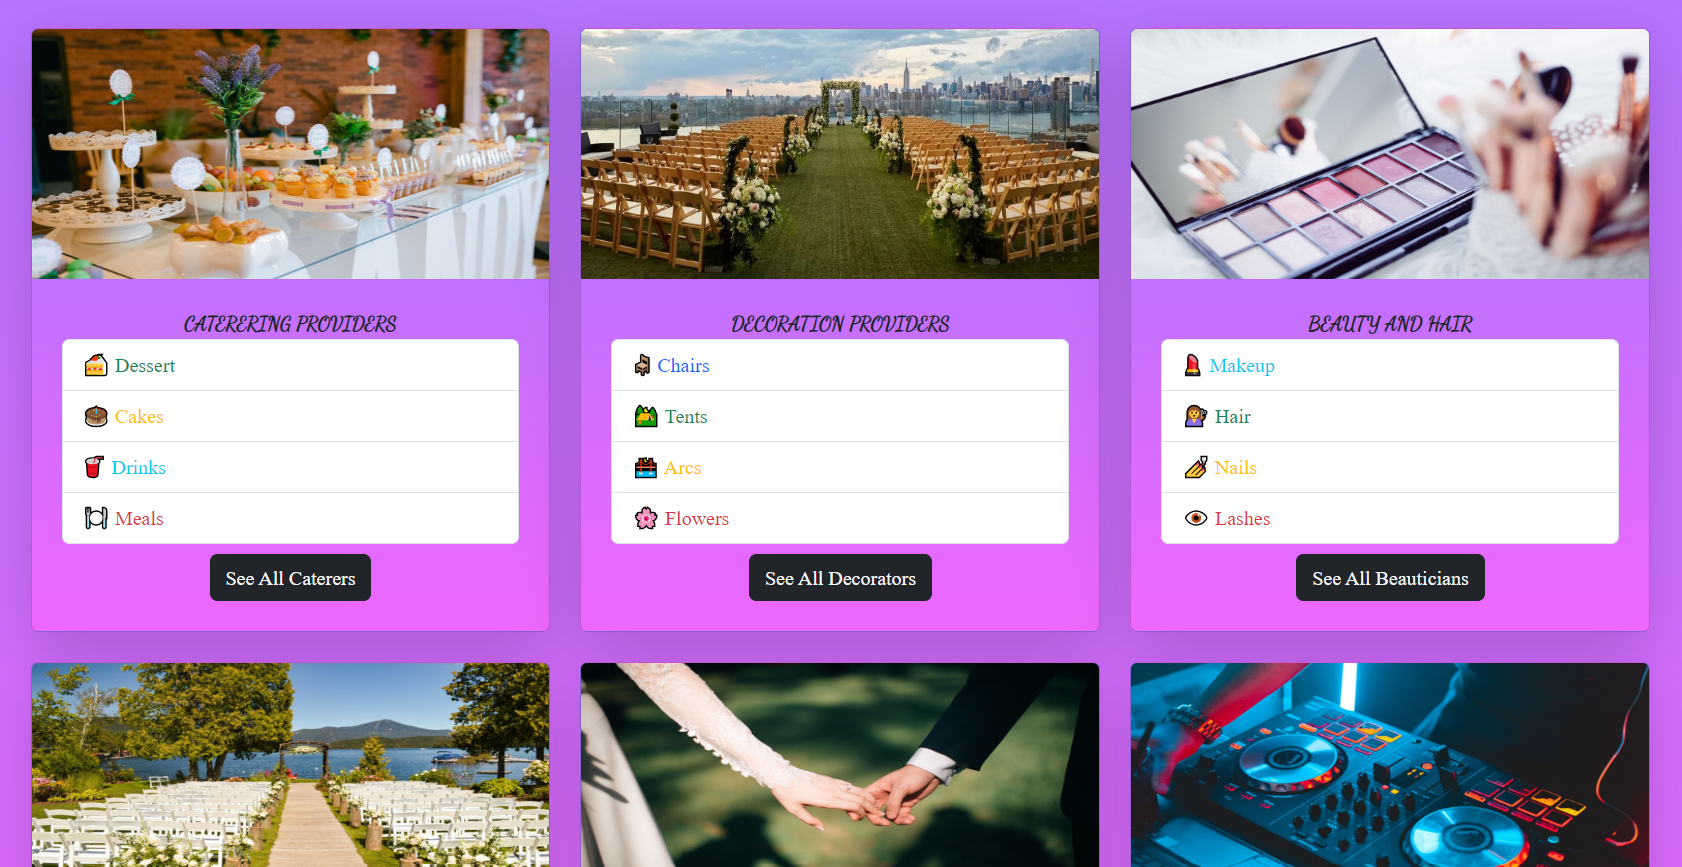 CATERERING PROVIDERS
Dessert
Cakes
Drinks
Meals
See All Caterers
DECORATION PROVIDERS
Chairs
Tents
Arcs
Flowers
See All Decorators
BEAUTY AND HAIR
Makeup
Hair
Nails
Lashes
See All Beauticians